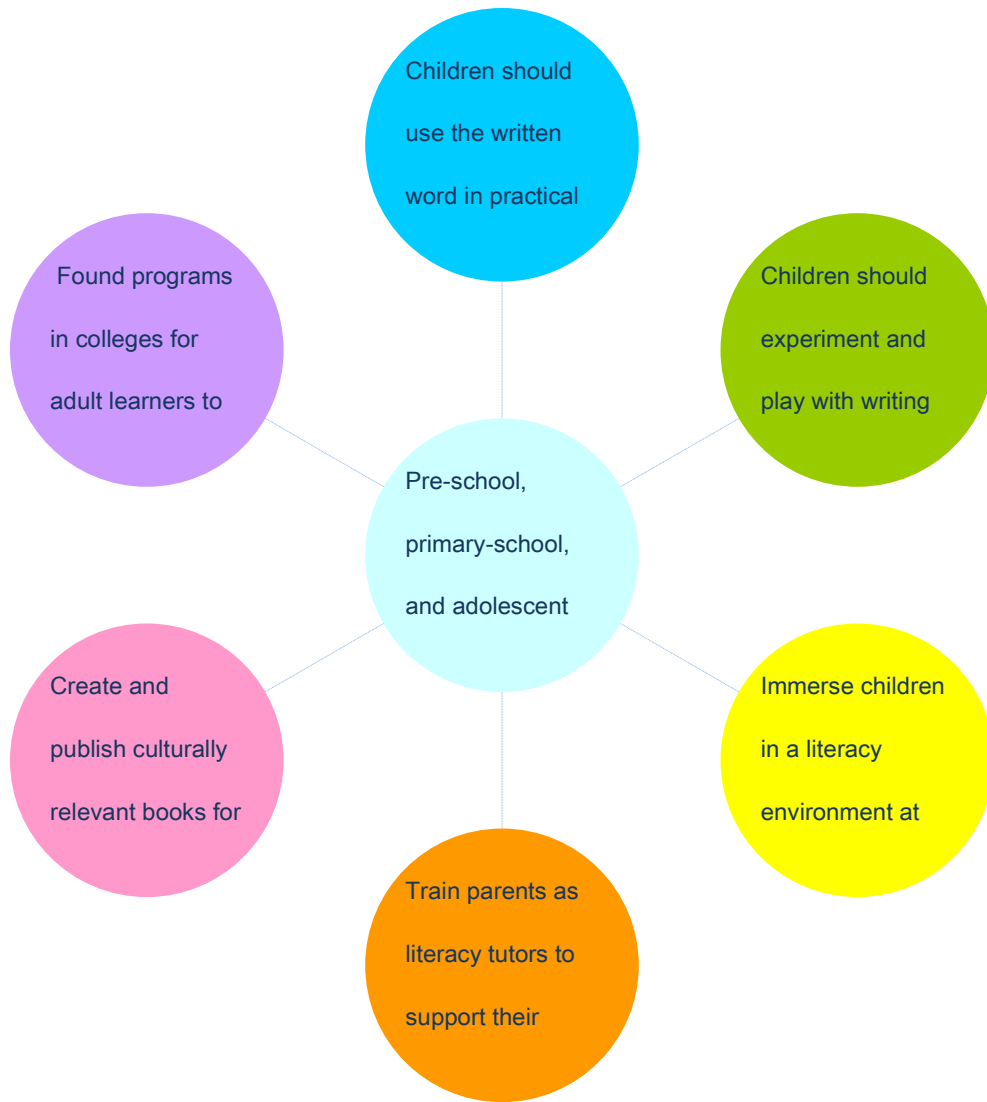 Children should
use the written
word in practical
Found programs
in colleges for
adult learners to
Children should
experiment and
play with writing
Pre-school,
primary-school,
and adolescent
Create and
publish culturally
relevant books for
Immerse children
in a literacy
environment at
Train parents as
literacy tutors to
support their